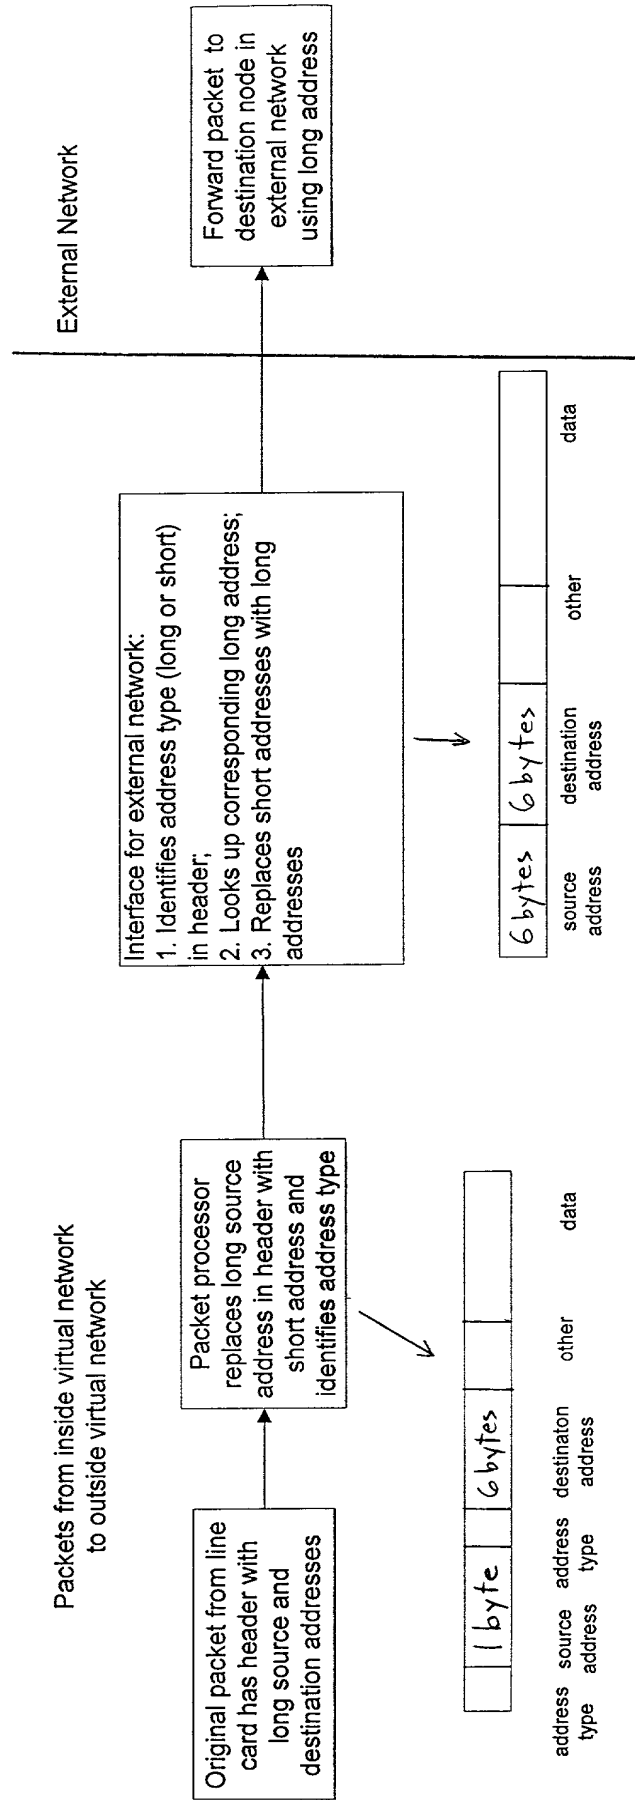 Packets from inside virtual network
to outside virtual network
External Network
Original packet from line
card has header with
long source and
destination addresses
Packet processor
replaces long source
address in header with
short address and
identifies address type
Interface for external network:
1. Identifies address type (long or short)
in header;
2. Looks up corresponding long address;
3. Replaces short addresses with long
addresses
Forward packet to
destination node in
external network
using long address
1 byte
6 bytes
address
type
source
address
address
type
destinaton
address
other
data
6 bytes
6 bytes
source
address
destination
address
other
data